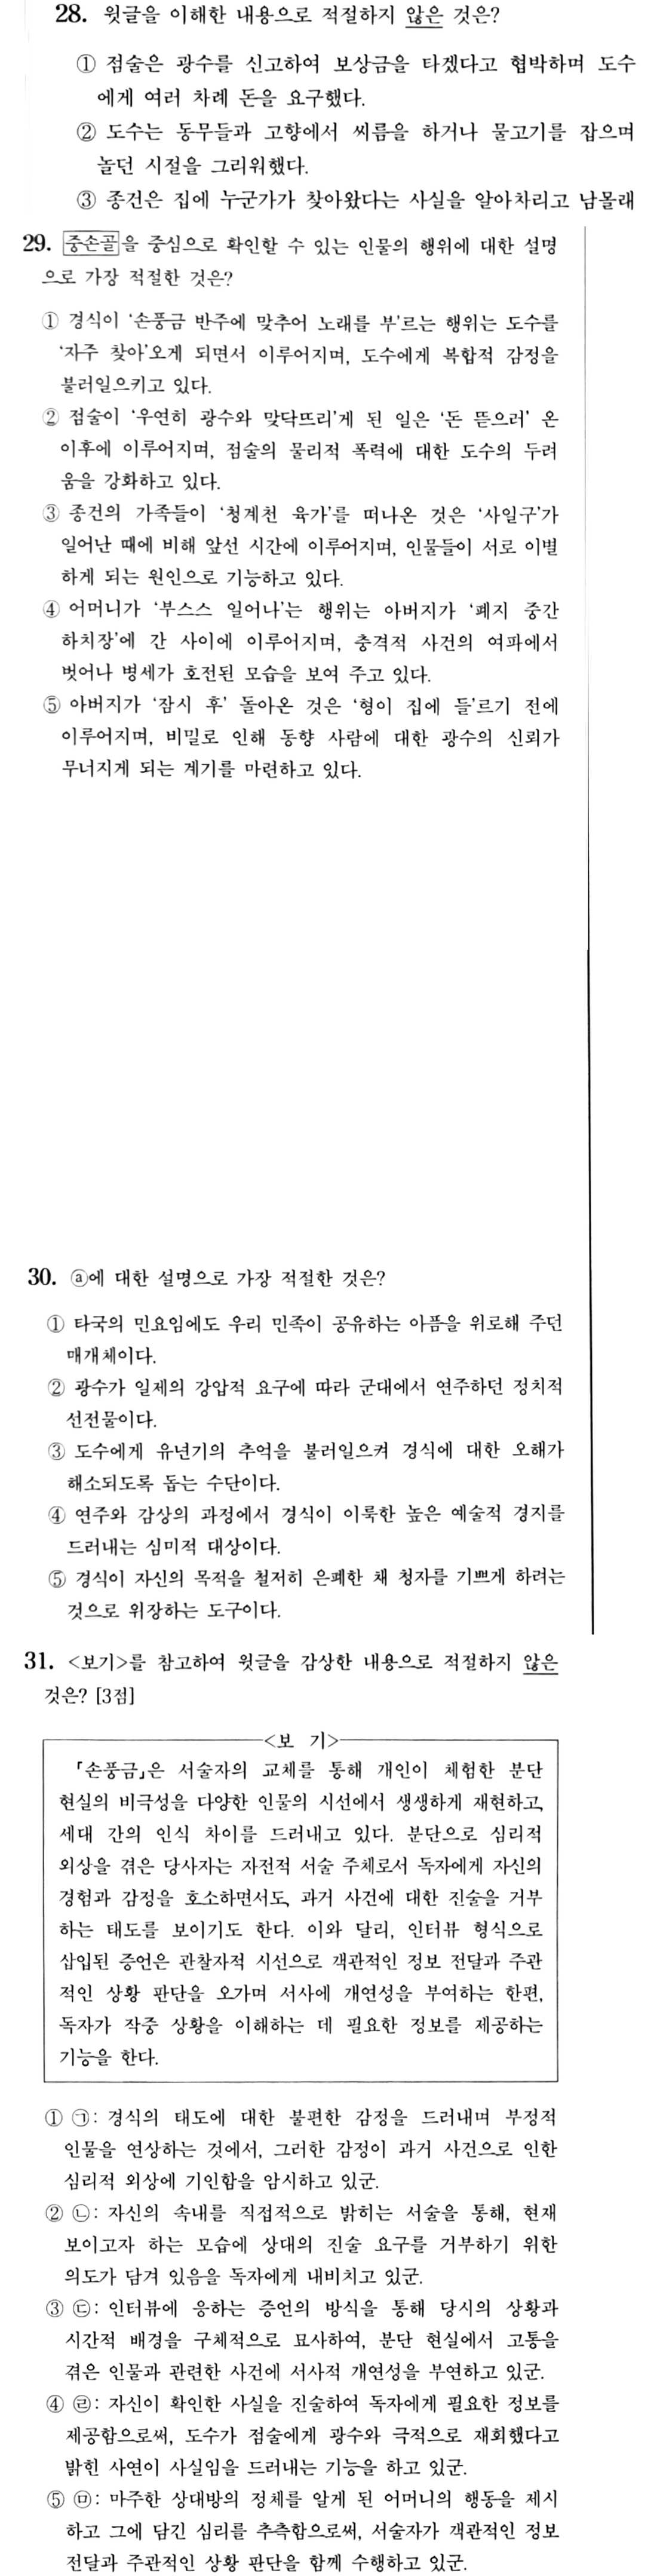 28. 윗글을 이해한 내용으로 적절하지 않은 것은?
① 점술은 광수를 신고하여 보상금을 타겠다고 협박하며 도수
에게 여러 차례 돈을 요구했다.
② 도수는 동무들과 고향에서 씨름을 하거나 물고기를 잡으며
놀던 시절을 그리워했다.
③ 종건은 집에 누군가가 찾아왔다는 사실을 알아차리고 남몰래
29. 중손골을 중심으로 확인할 수 있는 인물의 행위에 대한 설명
으로 가장 적절한 것은?
① 경식이 ‘손풍금 반주에 맞추어 노래를 부’르는 행위는 도수를
‘자주 찾아’오게 되면서 이루어지며, 도수에게 복합적 감정을
불러일으키고 있다.
② 점술이 ‘우연히 광수와 맞닥뜨리’게 된 일은 ‘돈 뜯으러’ 온
이후에 이루어지며, 점술의 물리적 폭력에 대한 도수의 두려
움을 강화하고 있다.
③ 종건의 가족들이 ‘청계천 육가’를 떠나온 것은 ‘사일구’가
일어난 때에 비해 앞선 시간에 이루어지며, 인물들이 서로 이별
하게 되는 원인으로 기능하고 있다.
④ 어머니가 ‘부스스 일어나’는 행위는 아버지가 ‘폐지 중간
하치장’에 간 사이에 이루어지며, 충격적 사건의 여파에서
벗어나 병세가 호전된 모습을 보여 주고 있다.
⑤ 아버지가 ‘잠시 후’ 돌아온 것은 ‘형이 집에 들’르기 전에
이루어지며, 비밀로 인해 동향 사람에 대한 광수의 신뢰가
무너지게 되는 계기를 마련하고 있다.
30. ⓐ에 대한 설명으로 가장 적절한 것은?
① 타국의 민요임에도 우리 민족이 공유하는 아픔을 위로해 주던
매개체이다.
② 광수가 일제의 강압적 요구에 따라 군대에서 연주하던 정치적
선전물이다.
③ 도수에게 유년기의 추억을 불러일으켜 경식에 대한 오해가
해소되도록 돕는 수단이다.
④ 연주와 감상의 과정에서 경식이 이룩한 높은 예술적 경지를
드러내는 심미적 대상이다.
⑤ 경식이 자신의 목적을 철저히 은폐한 채 청자를 기쁘게 하려는
것으로 위장하는 도구이다.
31. <보기>를 참고하여 윗글을 감상한 내용으로 적절하지 않은
것은? [3점]
<보 기>
「손풍금」은 서술자의 교체를 통해 개인이 체험한 분단
현실의 비극성을 다양한 인물의 시선에서 생생하게 재현하고,
세대 간의 인식 차이를 드러내고 있다. 분단으로 심리적
외상을 겪은 당사자는 자전적 서술 주체로서 독자에게 자신의
경험과 감정을 호소하면서도, 과거 사건에 대한 진술을 거부
하는 태도를 보이기도 한다. 이와 달리, 인터뷰 형식으로
삽입된 증언은 관찰자적 시선으로 객관적인 정보 전달과 주관
적인 상황 판단을 오가며 서사에 개연성을 부여하는 한편,
독자가 작중 상황을 이해하는 데 필요한 정보를 제공하는
기능을 한다.
① ㉠: 경식의 태도에 대한 불편한 감정을 드러내며 부정적
인물을 연상하는 것에서, 그러한 감정이 과거 사건으로 인한
심리적 외상에 기인함을 암시하고 있군.
② ㉡: 자신의 속내를 직접적으로 밝히는 서술을 통해, 현재
보이고자 하는 모습에 상대의 진술 요구를 거부하기 위한
의도가 담겨 있음을 독자에게 내비치고 있군.
③ ㉢: 인터뷰에 응하는 증언의 방식을 통해 당시의 상황과
시간적 배경을 구체적으로 묘사하여, 분단 현실에서 고통을
겪은 인물과 관련한 사건에 서사적 개연성을 부연하고 있군.
④ ㉣: 자신이 확인한 사실을 진술하여 독자에게 필요한 정보를
제공함으로써, 도수가 점술에게 광수와 극적으로 재회했다고
밝힌 사연이 사실임을 드러내는 기능을 하고 있군.
⑤ ㉤: 마주한 상대방의 정체를 알게 된 어머니의 행동을 제시
하고 그에 담긴 심리를 추측함으로써, 서술자가 객관적인 정보
전달과 주관적인 상황 판단을 함께 수행하고 있군.